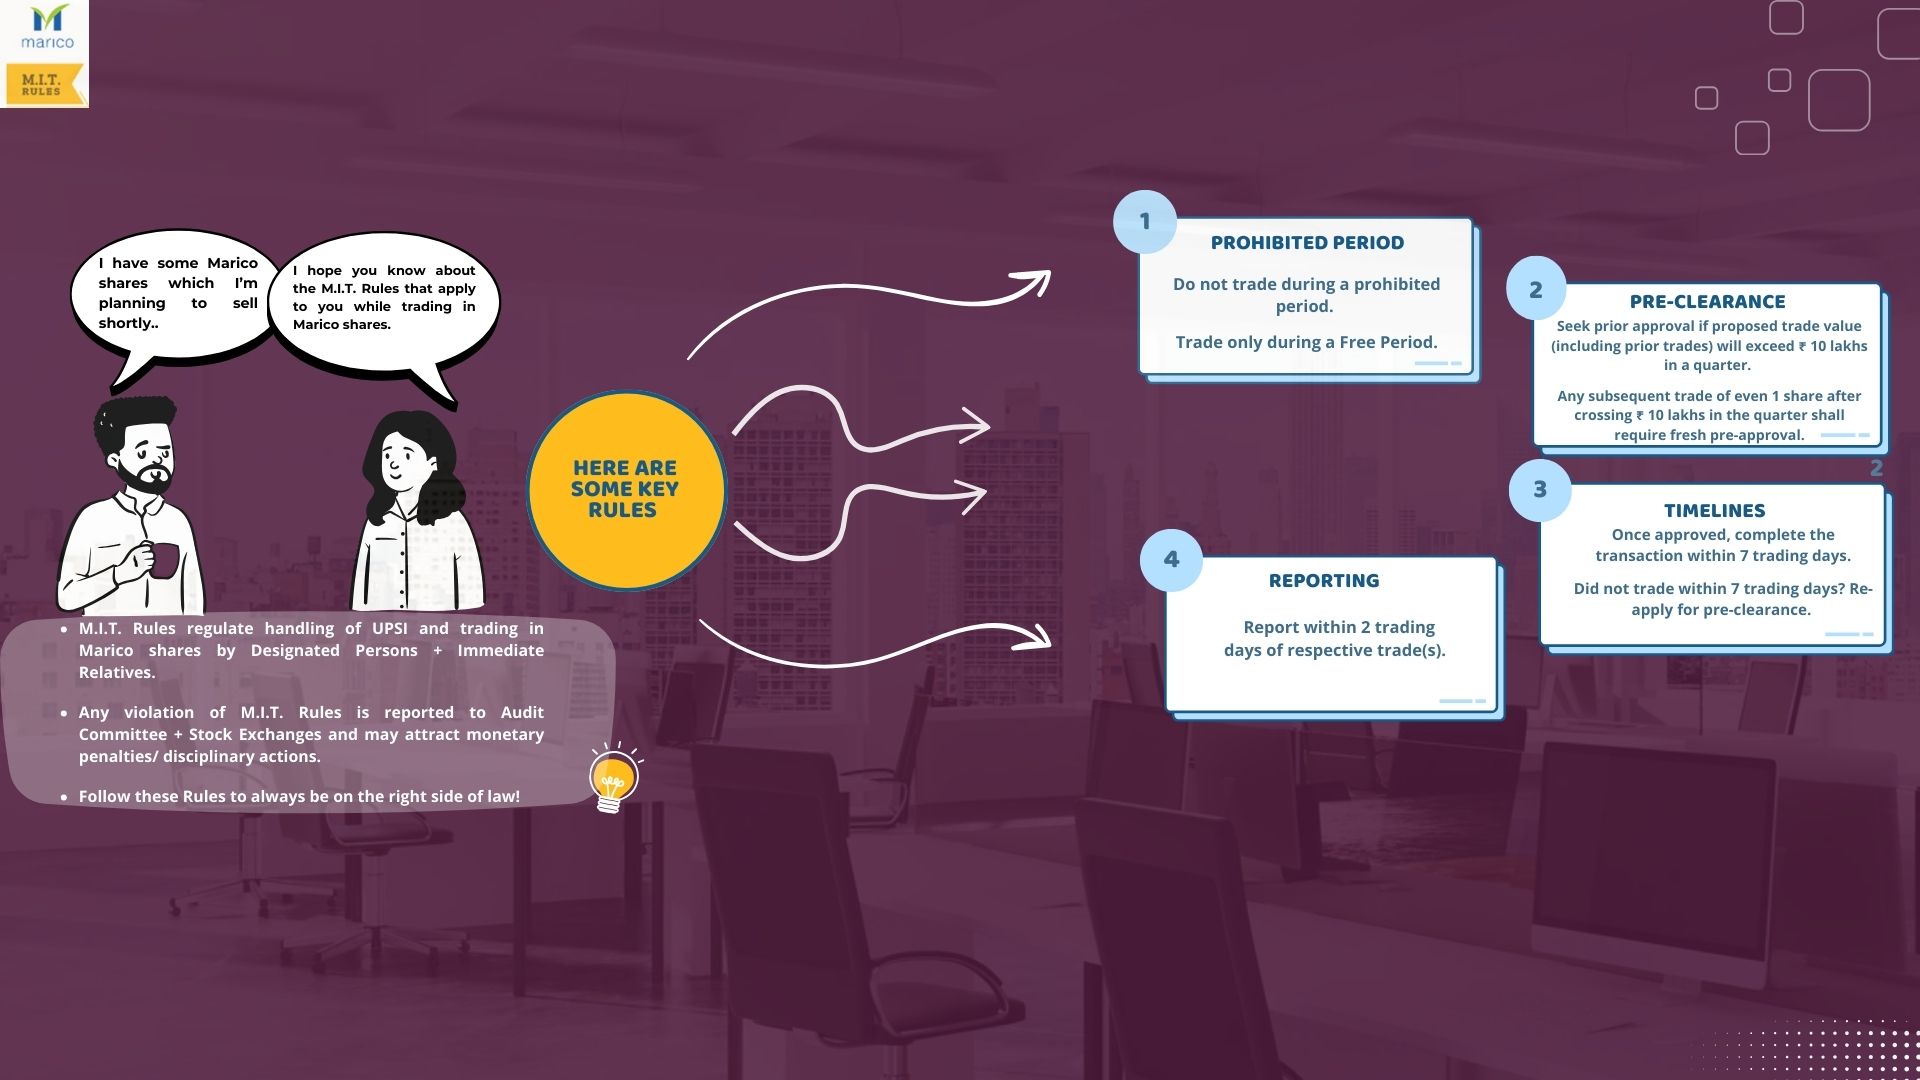 marico
M.I.T.
RULES
I have some Marico
shares which I'm
planning to sell
shortly..
I hope you know about
the M.I.T. Rules that apply
to you while trading in
Marico shares.
HERE ARE
SOME KEY
RULES
1
PROHIBITED PERIOD
Do not trade during a prohibited
period.
Trade only during a Free Period.
2
PRE-CLEARANCE
Seek prior approval if proposed trade value
(including prior trades) will exceed ₹ 10 lakhs
in a quarter.
Any subsequent trade of even 1 share after
crossing ₹ 10 lakhs in the quarter shall
require fresh pre-approval.
2
3
TIMELINES
Once approved, complete the
transaction within 7 trading days.
Did not trade within 7 trading days? Re-
apply for pre-clearance.
4
REPORTING
Report within 2 trading
days of respective trade(s).
• M.I.T. Rules regulate handling of UPSI and trading in
Marico shares by Designated Persons + Immediate
Relatives.
• Any violation of M.I.T. Rules is reported to Audit
Committee + Stock Exchanges and may attract monetary
penalties/ disciplinary actions.
• Follow these Rules to always be on the right side of law!